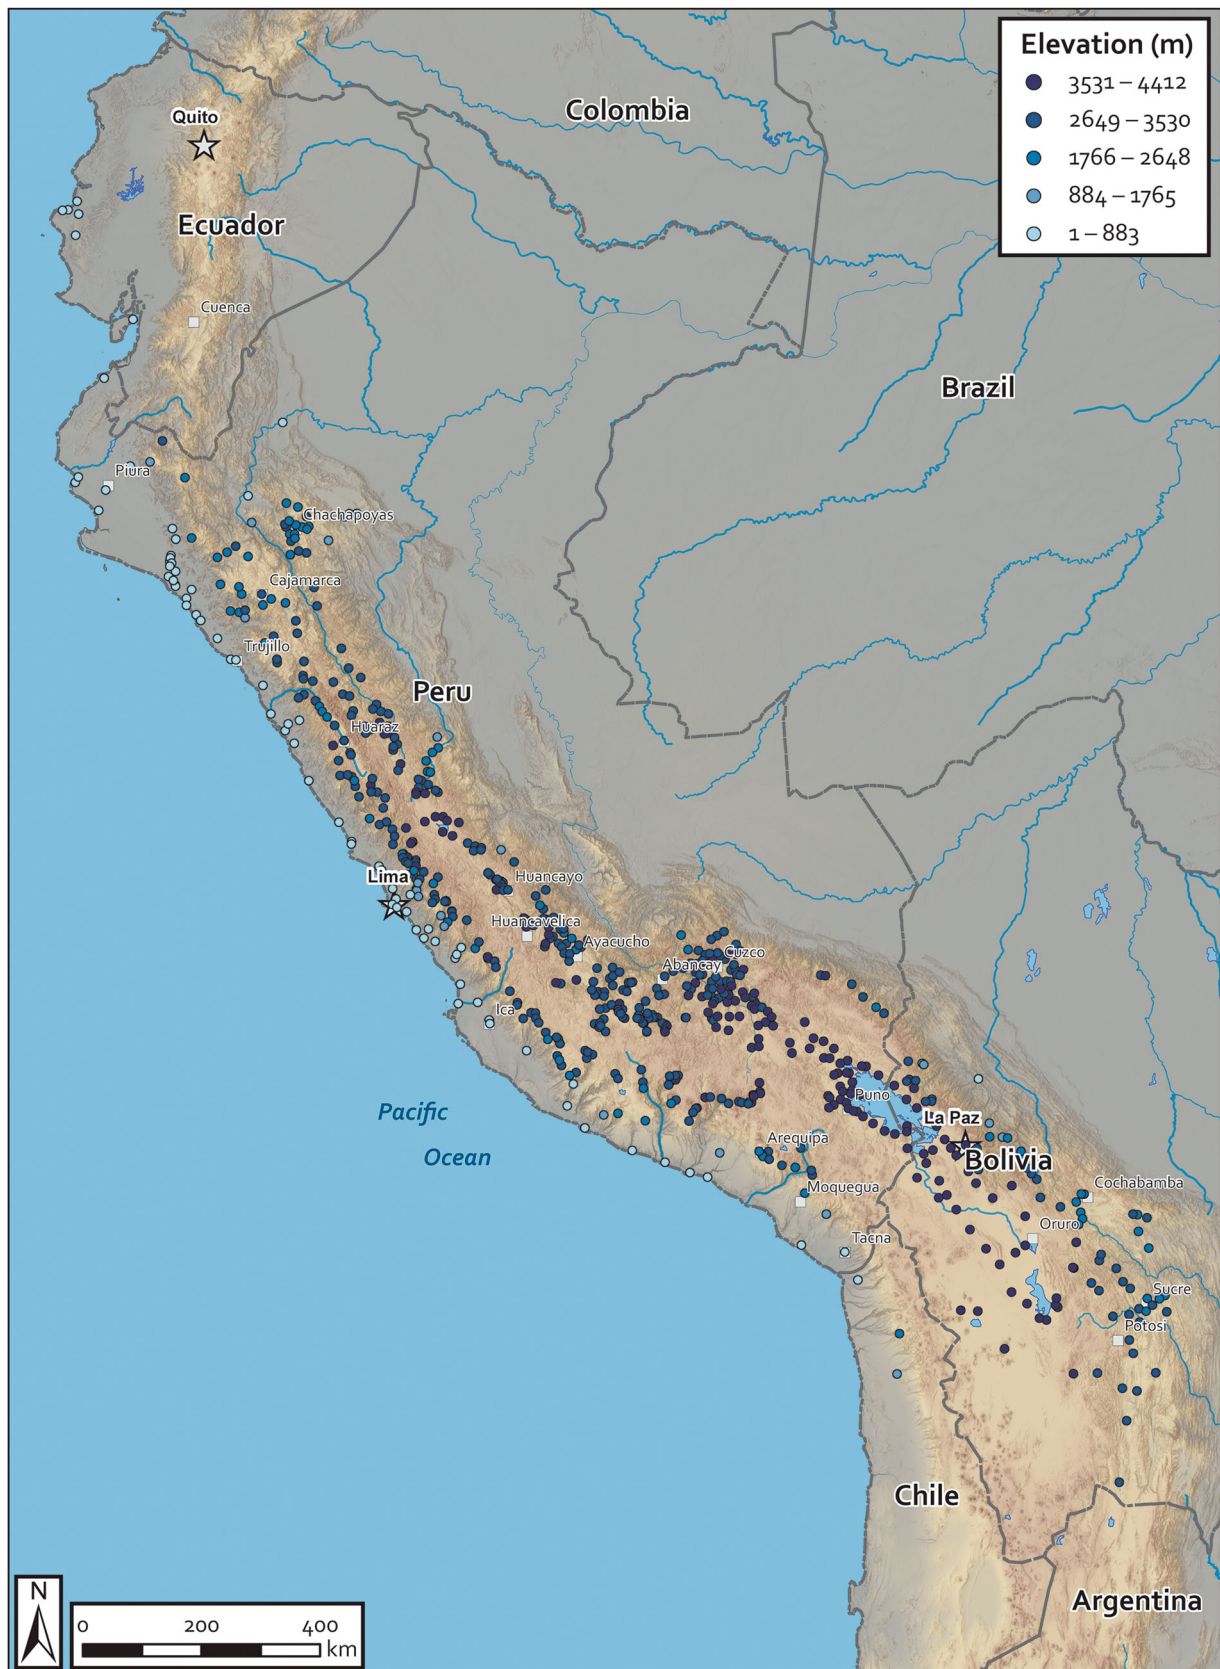 Elevation (m)
3531 – 4412
2649 – 3530
1766 – 2648
884 – 1765
1 – 883
Colombia
Quito
Ecuador
Cuenca
Brazil
Piura
Chachapoyas
Cajamarca
Trujillo
Peru
Huaraz
Lima
Huancayo
Huancavelica
Ayacucho
Cuzco
Abancay
Ica
Puno
Pacific
Ocean
La Paz
Arequipa
Bolivia
Cochabamba
Moquegua
Oruro
Tacna
Sucre
Potosi
Chile
Argentina
N
0 200 400
km